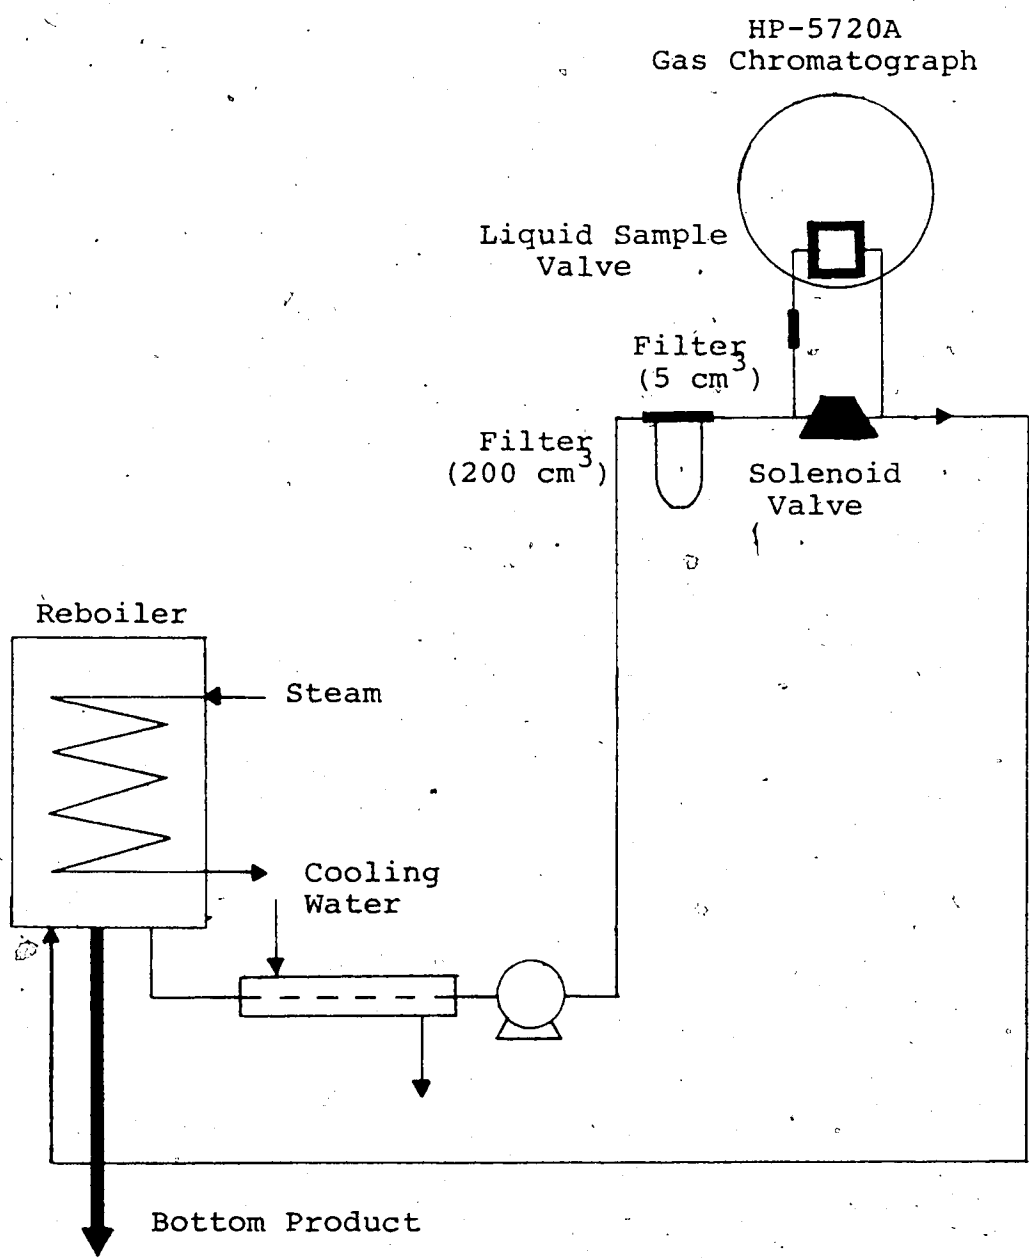 HP-5720A
Gas Chromatograph
Liquid Sample
Valve
Filter
(5 cm³)
Filter
(200 cm³)
Solenoid
Valve
Reboiler
Steam
Cooling
Water
Bottom Product